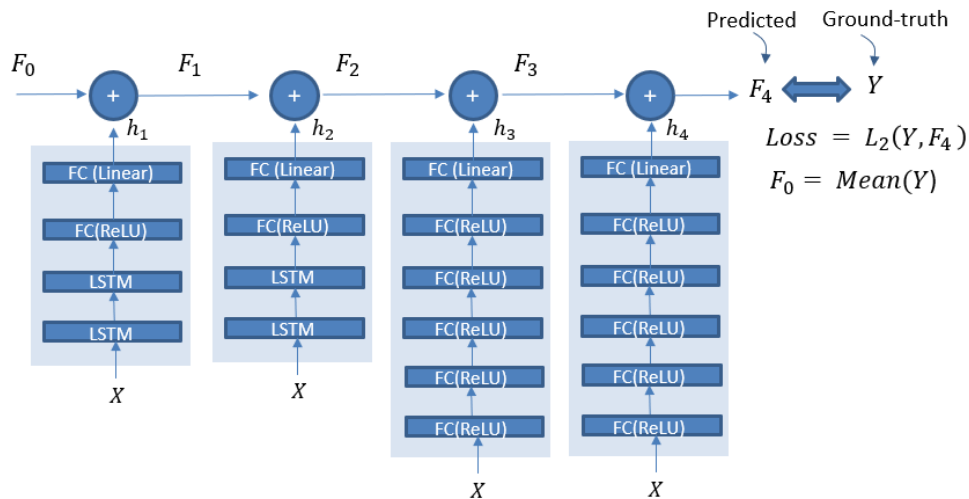 Predicted
Ground-truth
F₀
F₁
F₂
F₃
+
+
+
+
F₄
Y
h₁
h₂
h₃
h₄
Loss = L₂(Y, F₄)
F₀ = Mean(Y)
FC (Linear)
FC(ReLU)
LSTM
LSTM
X
FC (Linear)
FC(ReLU)
LSTM
LSTM
X
FC (Linear)
FC(ReLU)
FC(ReLU)
FC(ReLU)
FC(ReLU)
FC(ReLU)
X
FC (Linear)
FC(ReLU)
FC(ReLU)
FC(ReLU)
FC(ReLU)
FC(ReLU)
X